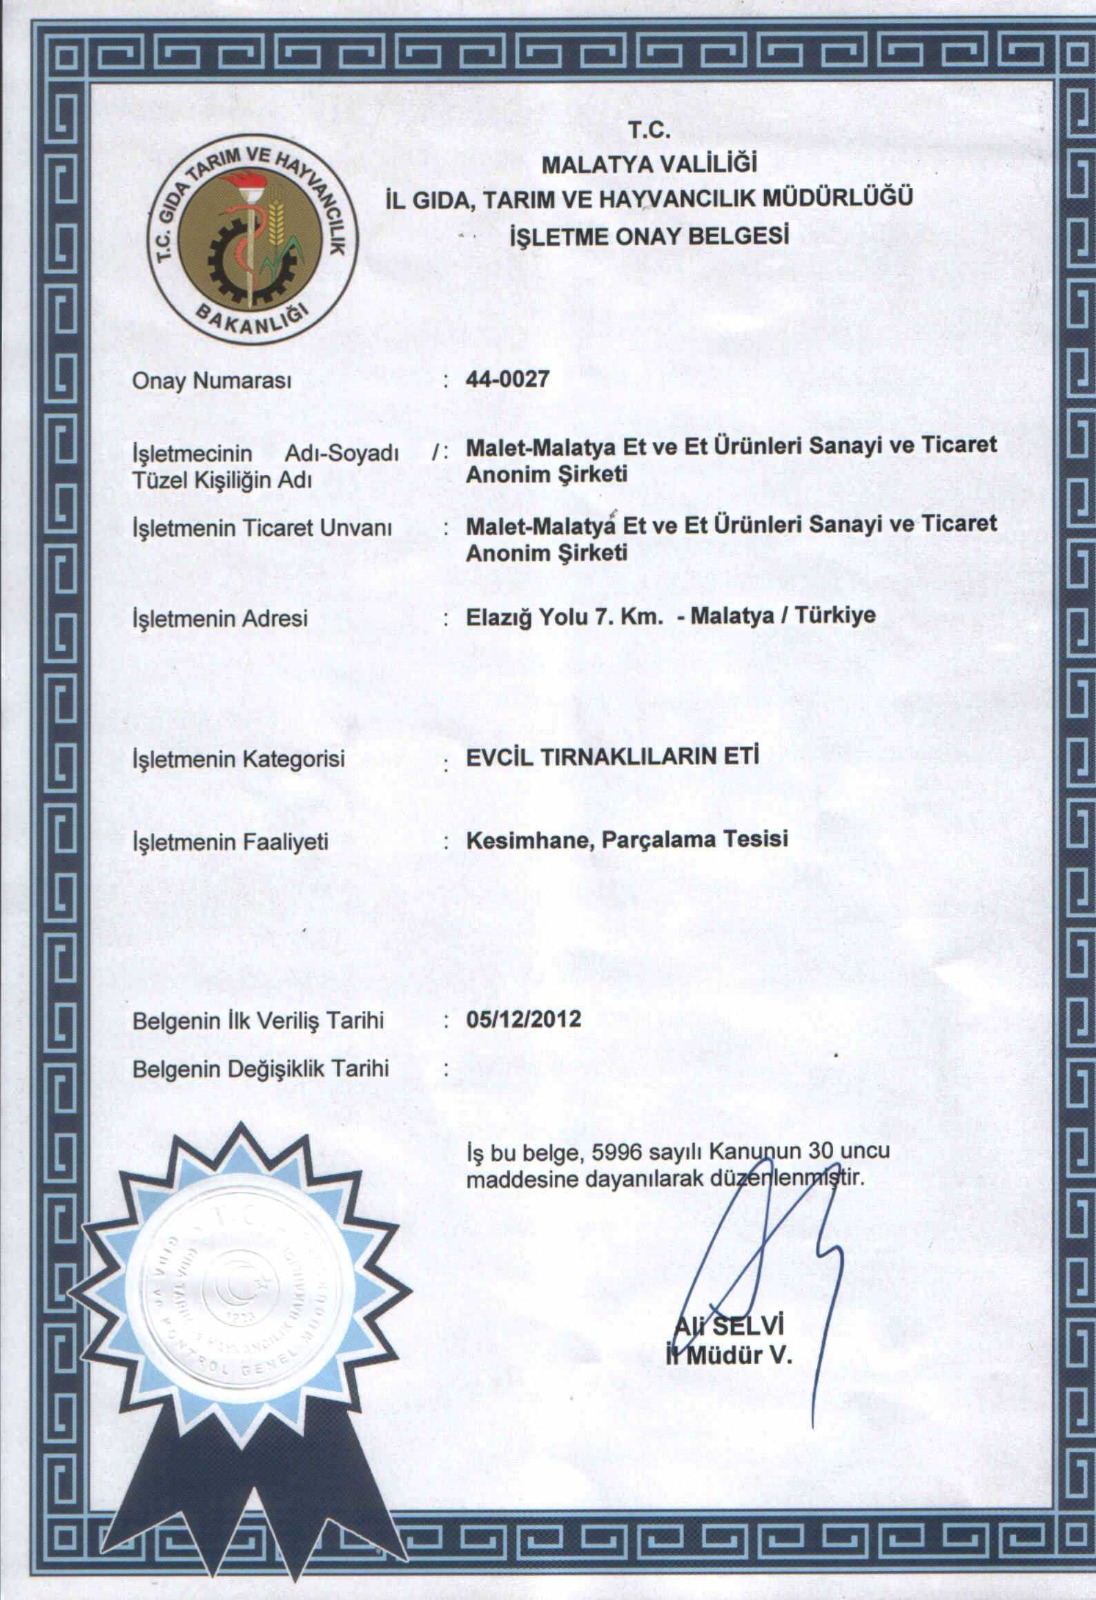 T.C.
MALATYA VALİLİĞİ
İL GIDA, TARIM VE HAYVANCILIK MÜDÜRLÜĞÜ
İŞLETME ONAY BELGESİ
T.C. GIDA TARIM VE HAYVANCILIK
BAKANLIĞI
Onay Numarası : 44-0027
İşletmecinin Adı-Soyadı /: Malet-Malatya Et ve Et Ürünleri Sanayi ve Ticaret
Tüzel Kişiliğin Adı Anonim Şirketi
İşletmenin Ticaret Unvanı : Malet-Malatya Et ve Et Ürünleri Sanayi ve Ticaret
Anonim Şirketi
İşletmenin Adresi : Elazığ Yolu 7. Km. - Malatya / Türkiye
İşletmenin Kategorisi : EVCİL TIRNAKLILARIN ETİ
İşletmenin Faaliyeti : Kesimhane, Parçalama Tesisi
Belgenin İlk Veriliş Tarihi : 05/12/2012
Belgenin Değişiklik Tarihi :
İş bu belge, 5996 sayılı Kanunun 30 uncu
maddesine dayanılarak düzenlenmiştir.
Ali SELVİ
İl Müdür V.
T.C.
GIDA VE KONTROL GENEL